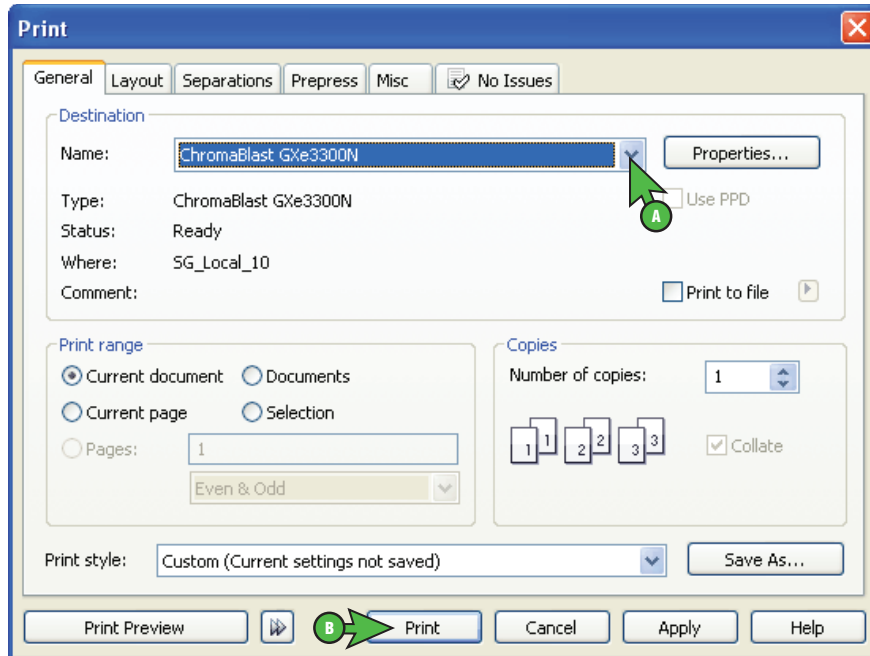 Print
General Layout Separations Prepress Misc No Issues
Destination
Name: ChromaBlast GXe3300N Properties...
Type: ChromaBlast GXe3300N Use PPD
A
Status: Ready
Where: SG_Local_10
Comment: Print to file
Print range
Current document Documents
Current page Selection
Pages: 1
Even & Odd
Copies
Number of copies: 1
1 1 2 2 3 3 Collate
Print style: Custom (Current settings not saved) Save As...
Print Preview B Print Cancel Apply Help